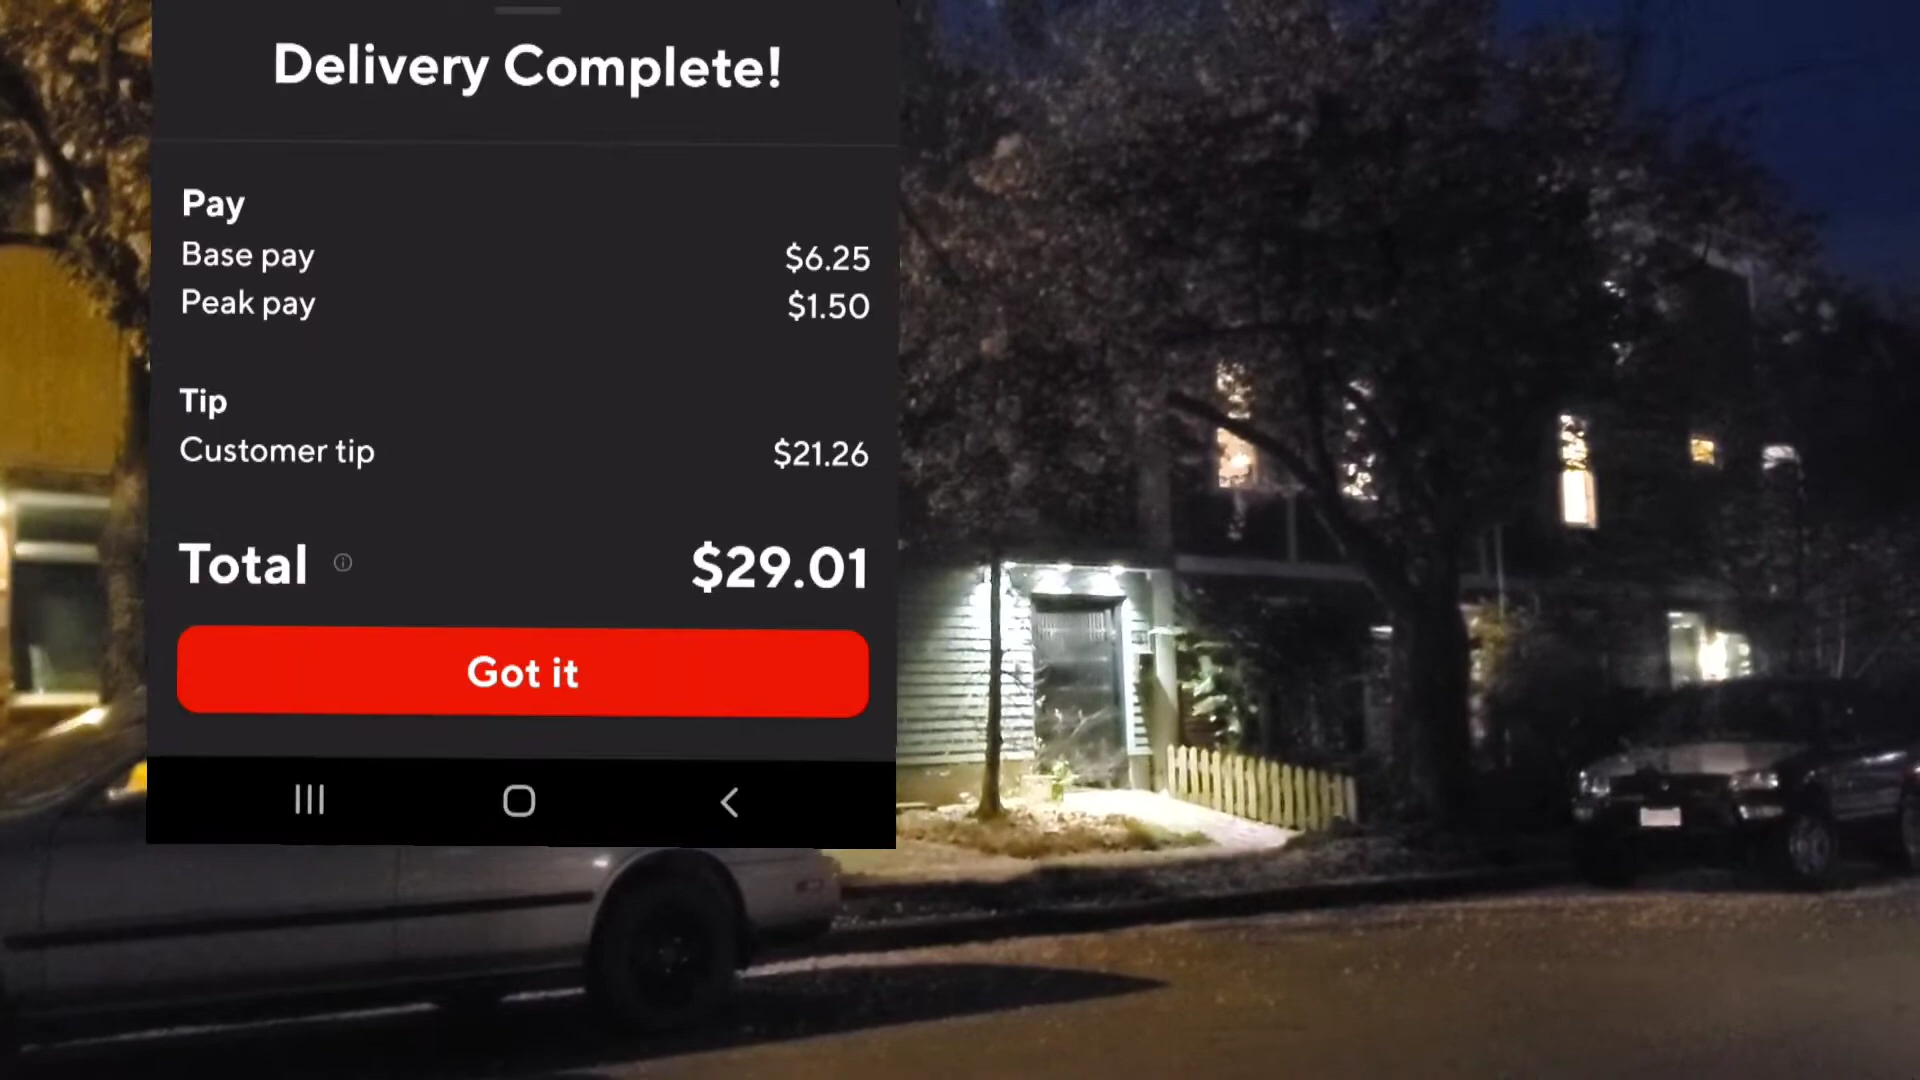 Delivery Complete!
Pay
Base pay $6.25
Peak pay $1.50
Tip
Customer tip $21.26
Total $29.01
Got it